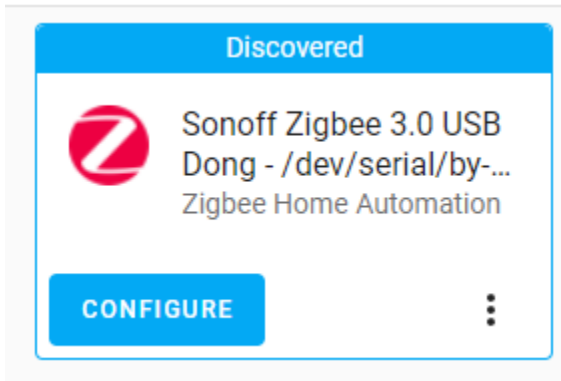 Discovered
Sonoff Zigbee 3.0 USB
Dong - /dev/serial/by-...
Zigbee Home Automation
CONFIGURE